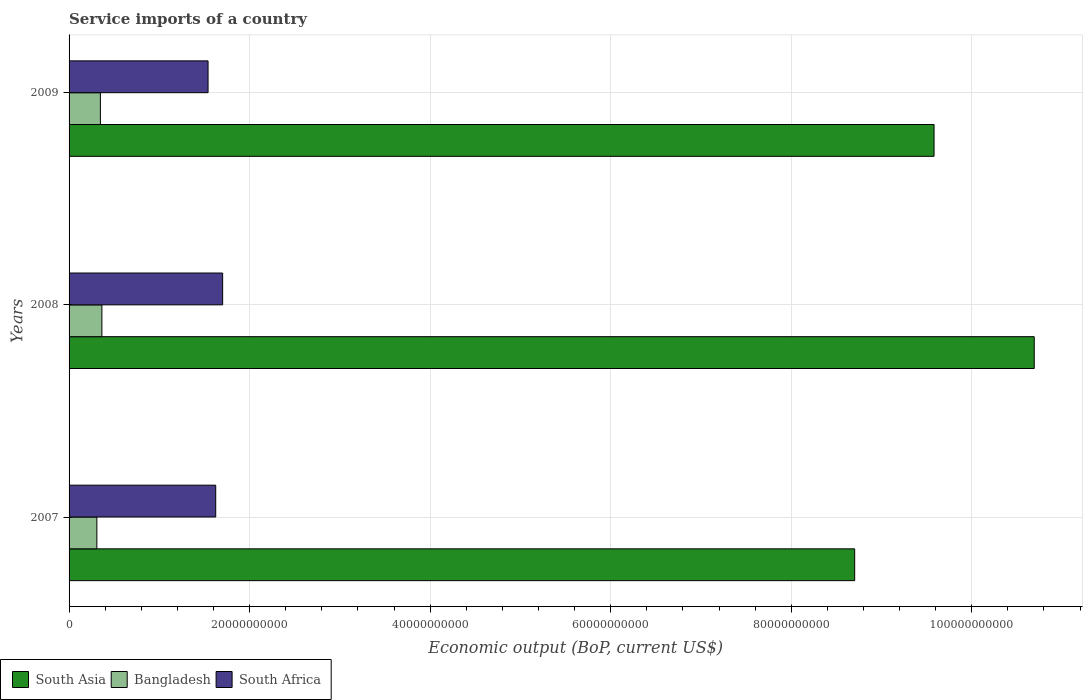 Service imports of a country
2009
2008
2007
Years
0
20000000000
40000000000
60000000000
80000000000
100000000000
Economic output (BoP, current US$)
South Asia
Bangladesh
South Africa